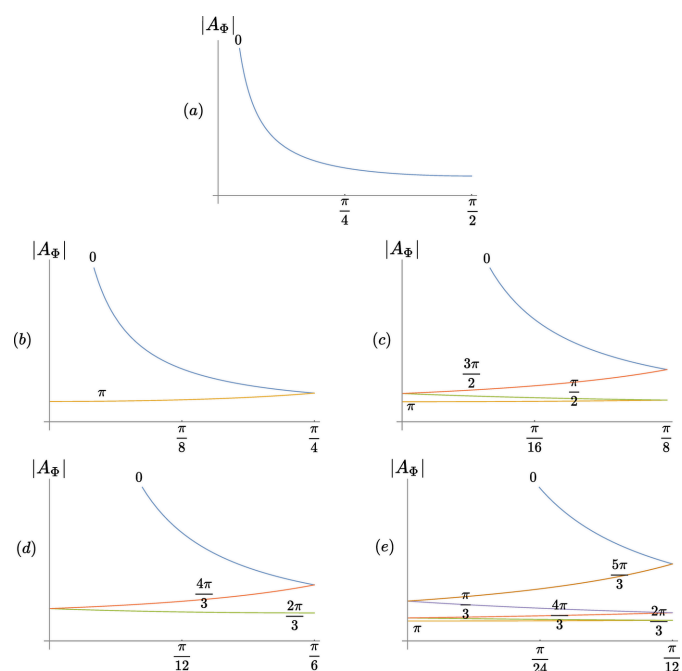 |A_Φ|
0
(a)
π/4
π/2
|A_Φ|
0
(b)
π
π/8
π/4
|A_Φ|
0
(c)
3π/2
π/2
π
π/16
π/8
|A_Φ|
0
(d)
4π/3
2π/3
π/12
π/6
|A_Φ|
0
(e)
5π/3
π/3
4π/3
2π/3
π
π/24
π/12